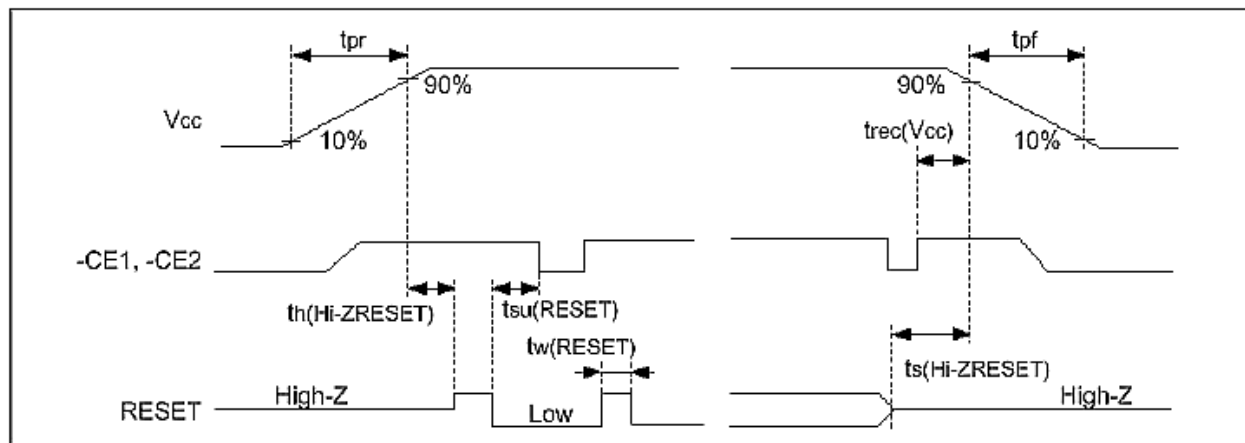 tpr
tpf
90%
90%
Vcc
10%
trec(Vcc)
10%
-CE1, -CE2
th(Hi-ZRESET)
tsu(RESET)
tw(RESET)
ts(Hi-ZRESET)
RESET
High-Z
Low
High-Z